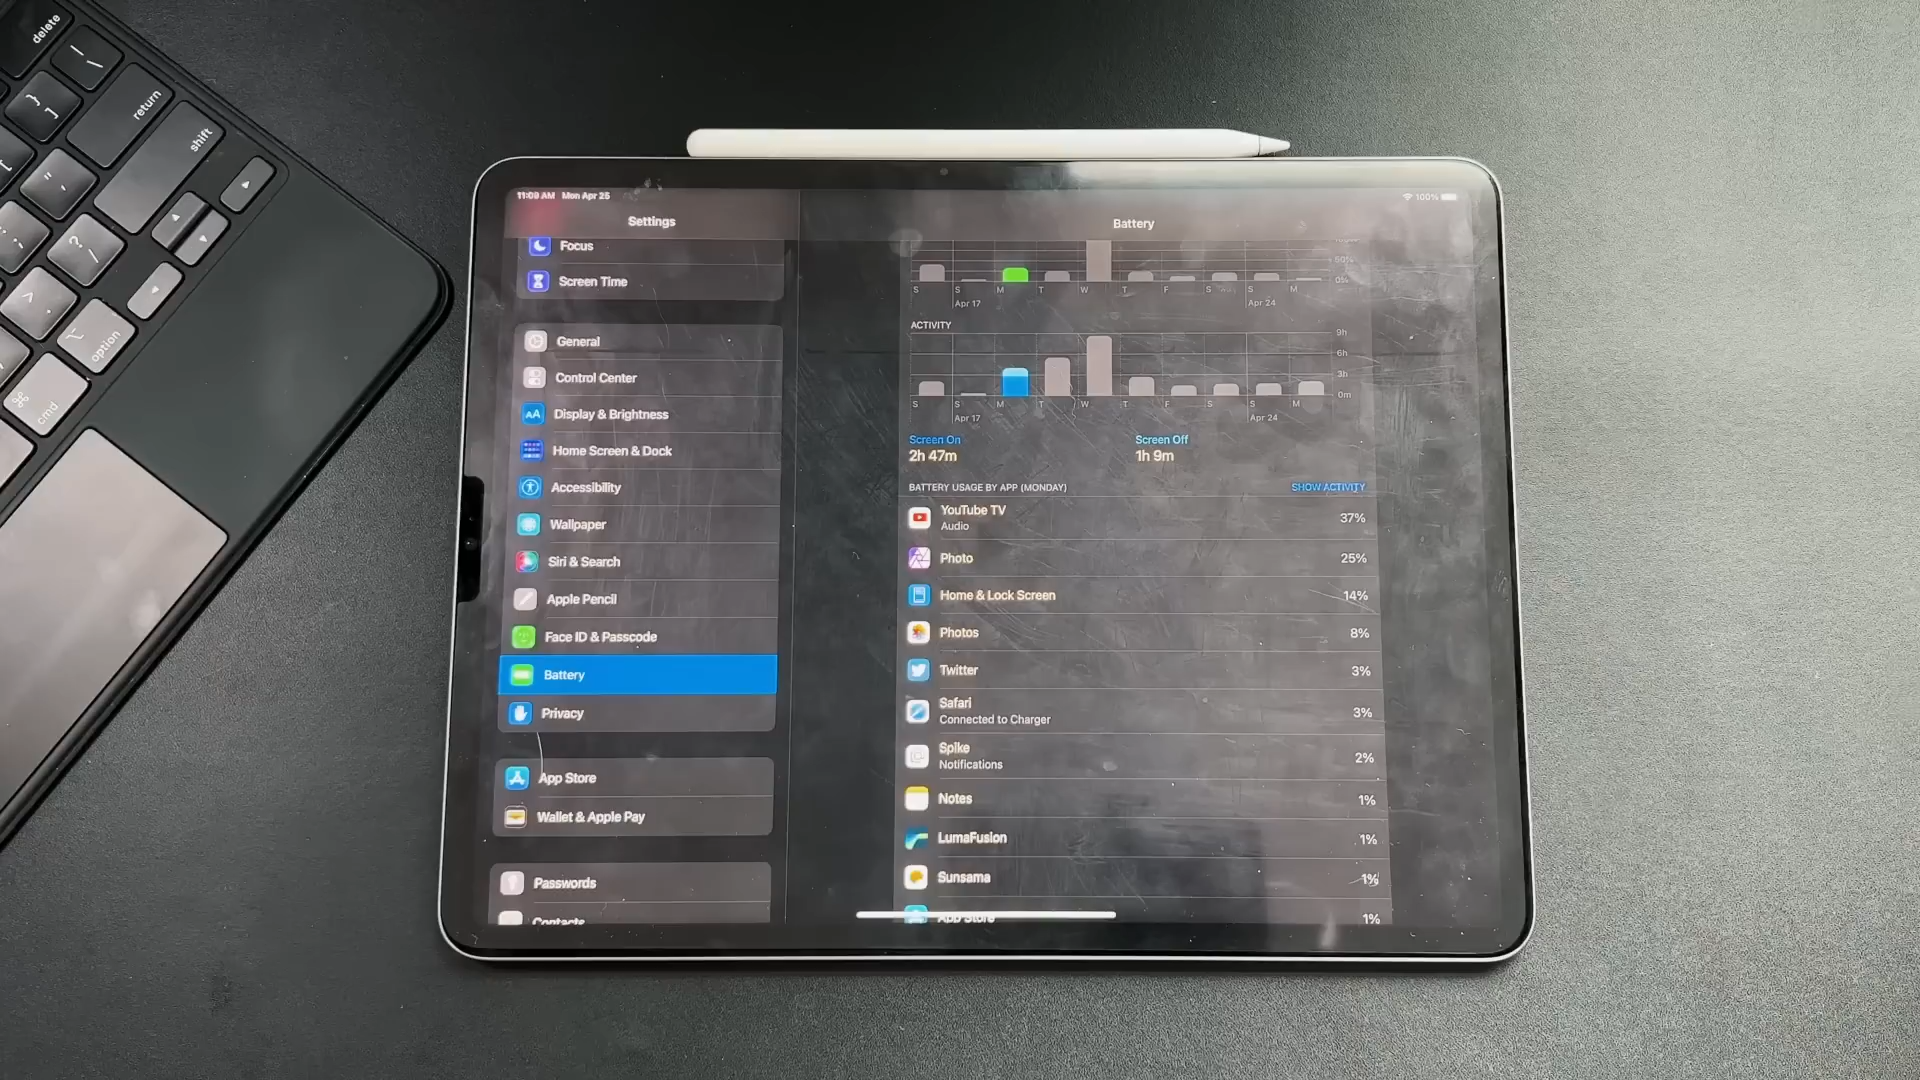 delete
return
shift
option
cmd
11:09 AM Mon Apr 25
100%
Settings
Focus
Screen Time
General
Control Center
Display & Brightness
Home Screen & Dock
Accessibility
Wallpaper
Siri & Search
Apple Pencil
Face ID & Passcode
Battery
Privacy
App Store
Wallet & Apple Pay
Passwords
Contacts
Battery
50%
0%
S S M T W T F S S M
Apr 17 Apr 24
ACTIVITY
9h
6h
3h
0m
S S M T W T F S S M
Apr 17 Apr 24
Screen On Screen Off
2h 47m 1h 9m
BATTERY USAGE BY APP (MONDAY) SHOW ACTIVITY
YouTube TV
Audio
37%
Photo 25%
Home & Lock Screen 14%
Photos 8%
Twitter 3%
Safari
Connected to Charger
3%
Spike
Notifications
2%
Notes 1%
LumaFusion 1%
Sunsama 1%
App Store 1%